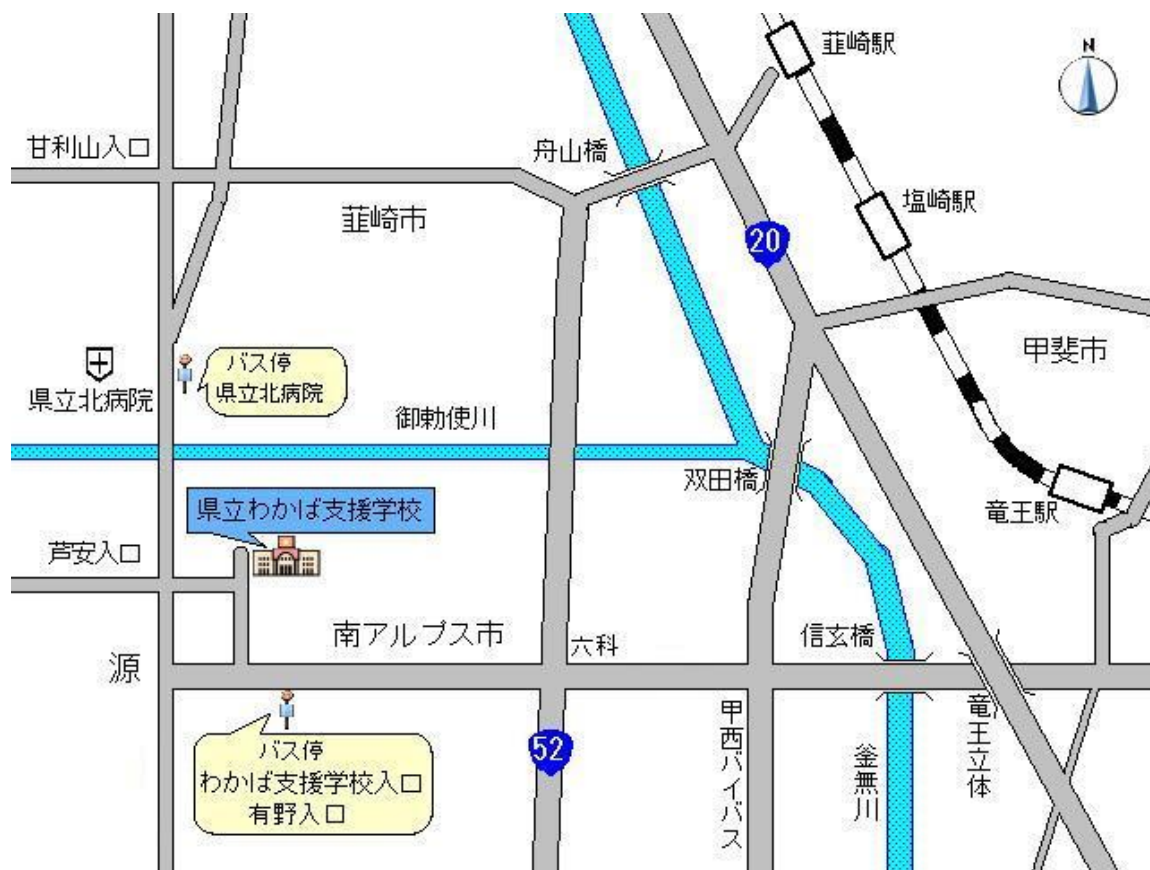 韮崎駅
N
甘利山入口
舟山橋
塩崎駅
韮崎市
20
甲斐市
バス停
県立北病院
県立北病院
御勅使川
双田橋
竜王駅
県立わかば支援学校
芦安入口
南アルプス市
六科
信玄橋
源
バス停
わかば支援学校入口
有野入口
52
甲西バイパス
釜無川
竜王立体